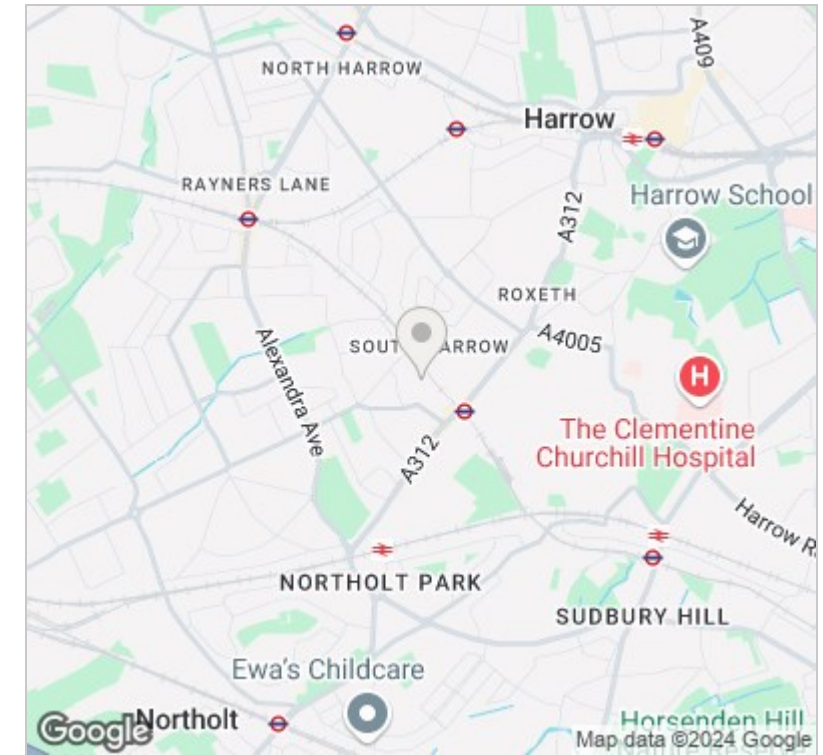 A409
NORTH HARROW
Harrow
RAYNERS LANE
Harrow School
A312
ROXETH
SOUT ARROW
A4005
Alexandra Ave
H
The Clementine
Churchill Hospital
A312
Harrow R
NORTHOLT PARK
SUDBURY HILL
Ewa's Childcare
Northolt
Horsenden Hill
Google
Map data ©2024 Google